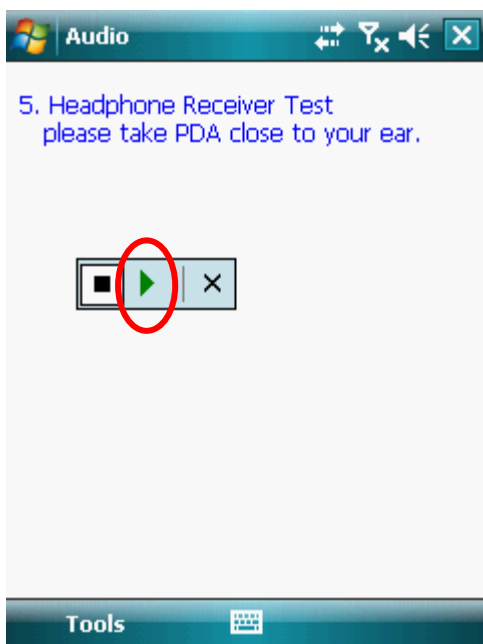 Audio
5. Headphone Receiver Test
please take PDA close to your ear.
Tools